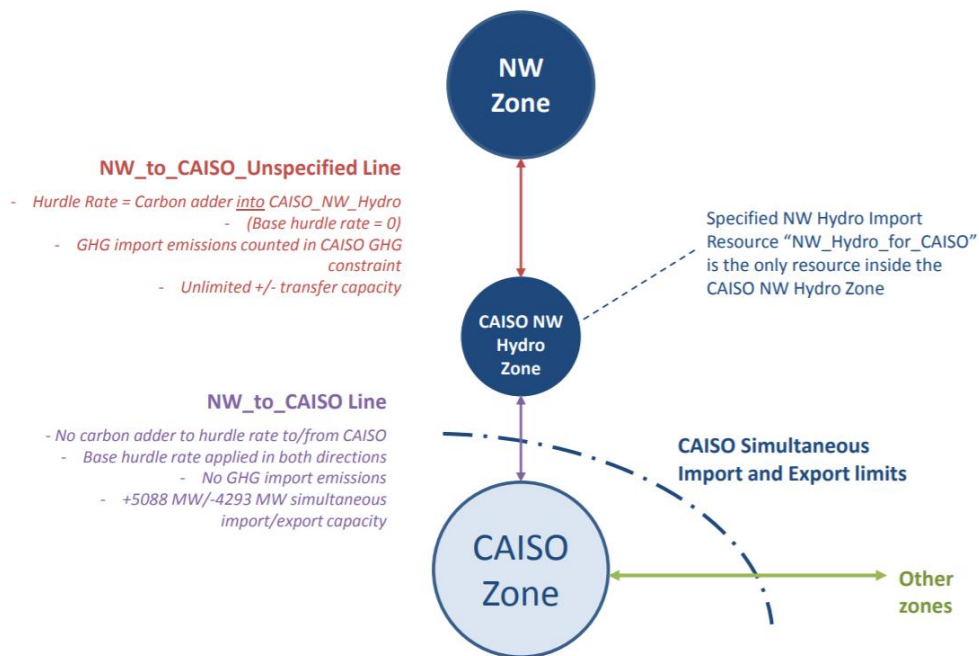 NW
Zone
NW_to_CAISO_Unspecified Line
- Hurdle Rate = Carbon adder into CAISO_NW_Hydro
- (Base hurdle rate = 0)
- GHG import emissions counted in CAISO GHG
constraint
- Unlimited +/- transfer capacity
Specified NW Hydro Import
Resource “NW_Hydro_for_CAISO”
is the only resource inside the
CAISO NW Hydro Zone
CAISO NW
Hydro
Zone
NW_to_CAISO Line
- No carbon adder to hurdle rate to/from CAISO
- Base hurdle rate applied in both directions
- No GHG import emissions
- +5088 MW/-4293 MW simultaneous
import/export capacity
CAISO Simultaneous
Import and Export limits
CAISO
Zone
Other
zones